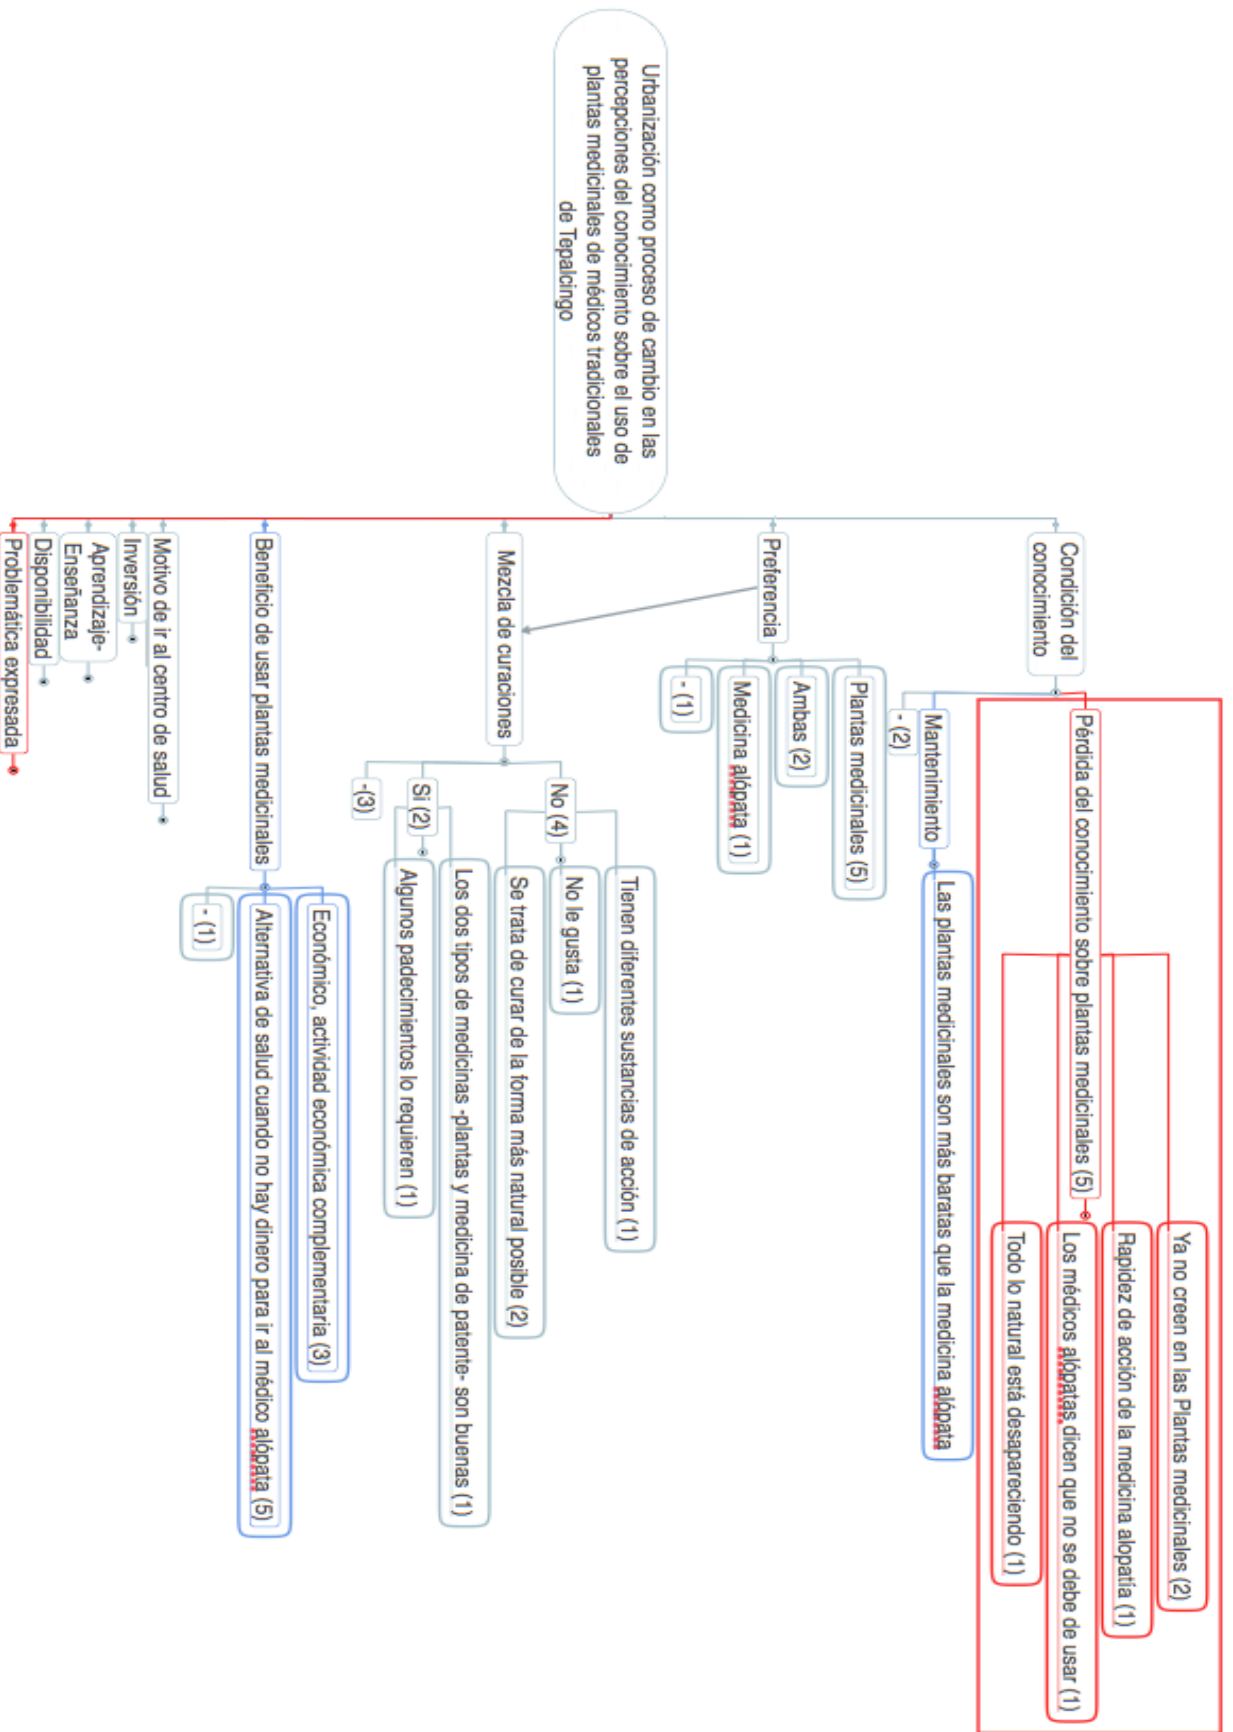 Urbanización como proceso de cambio en las
percepciones del conocimiento sobre el uso de
plantas medicinales de médicos tradicionales
de Tepalcingo
Condición del
conocimiento
Pérdida del conocimiento sobre plantas medicinales (5)
Ya no creen en las Plantas medicinales (2)
Rapidez de acción de la medicina alopatía (1)
Los médicos alópatas dicen que no se debe de usar (1)
Todo lo natural está desapareciendo (1)
Mantenimiento
Las plantas medicinales son más baratas que la medicina alópata
- (2)
Preferencia
Plantas medicinales (5)
Ambas (2)
Medicina alópata (1)
- (1)
Mezcla de curaciones
No (4)
Tienen diferentes sustancias de acción (1)
No le gusta (1)
Se trata de curar de la forma más natural posible (2)
Si (2)
Los dos tipos de medicinas -plantas y medicina de patente- son buenas (1)
Algunos padecimientos lo requieren (1)
-(3)
Beneficio de usar plantas medicinales
Económico, actividad económica complementaria (3)
Alternativa de salud cuando no hay dinero para ir al médico alópata (5)
- (1)
Motivo de ir al centro de salud
Inversión
Aprendizaje-
Enseñanza
Disponibilidad
Problemática expresada